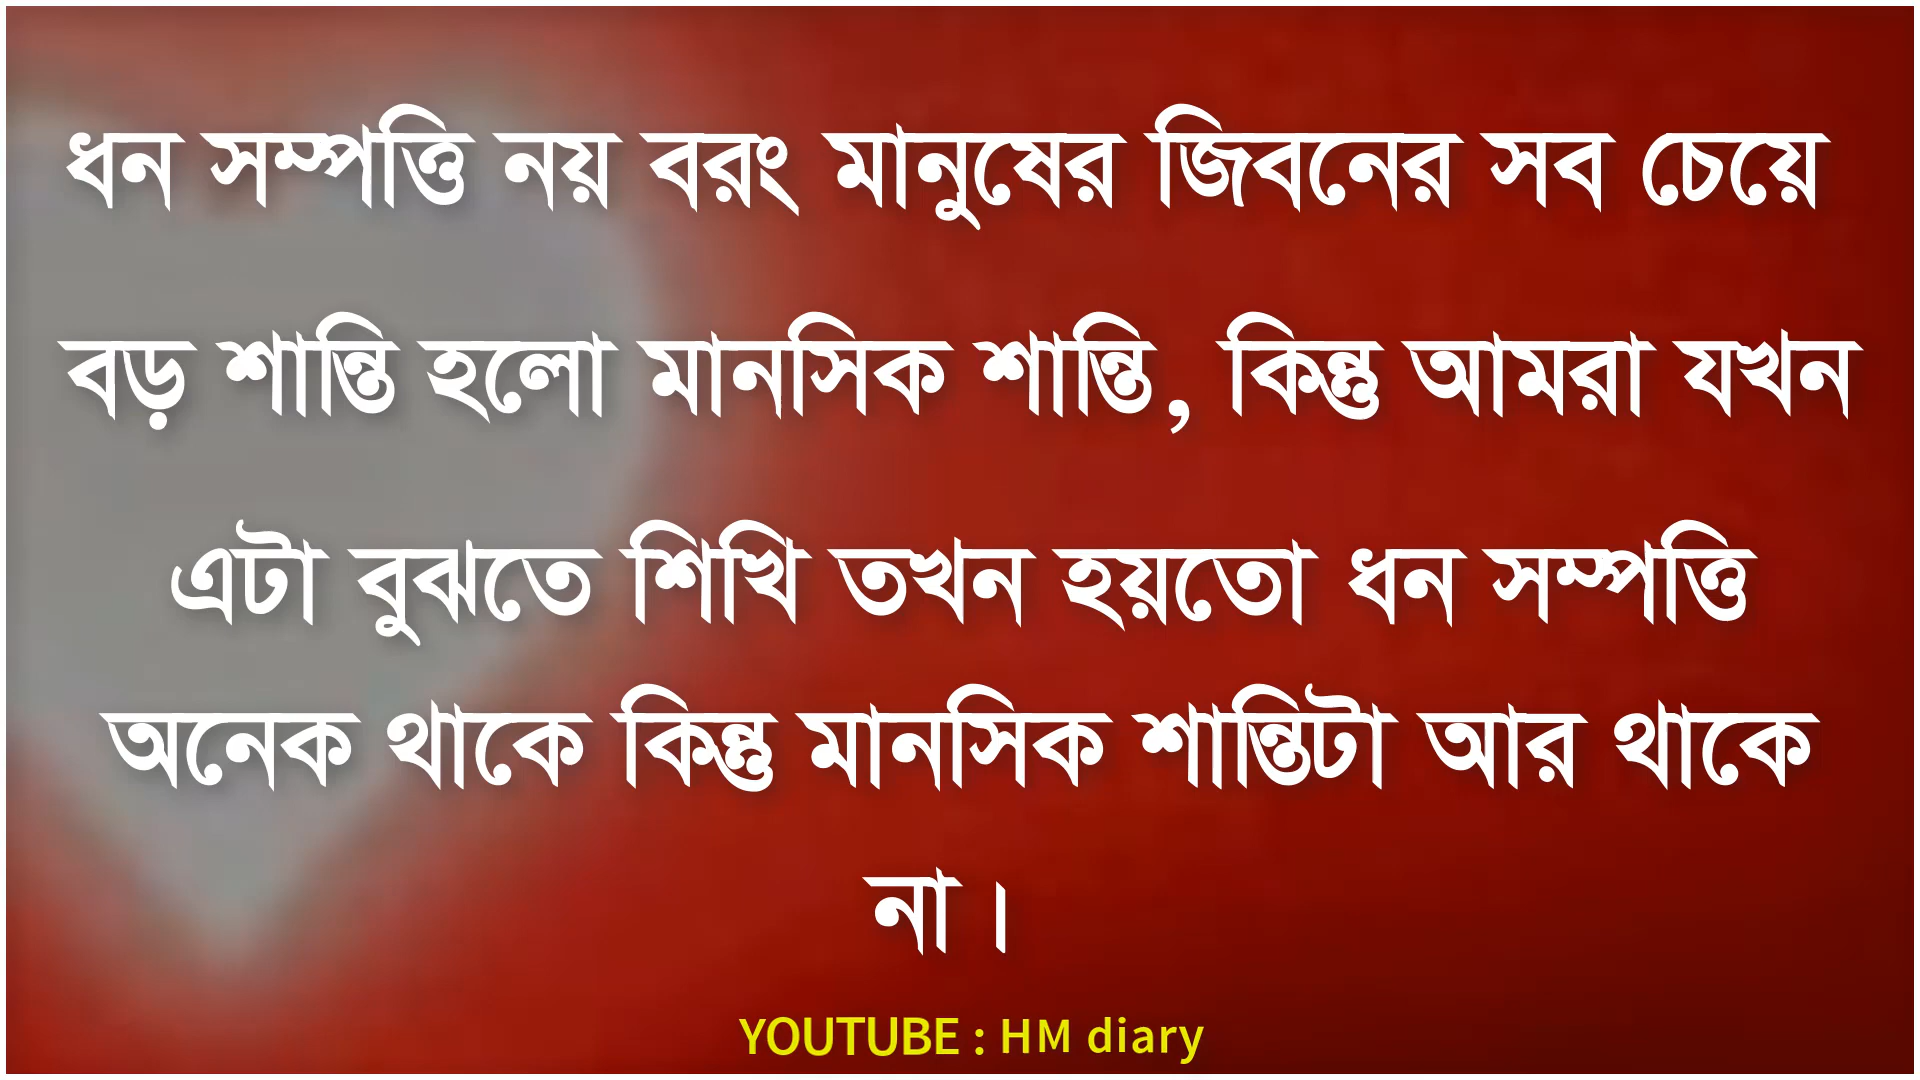 ধন সম্পত্তি নয় বরং মানুষের জিবনের সব চেয়ে
বড় শান্তি হলো মানসিক শান্তি, কিন্তু আমরা যখন
এটা বুঝতে শিখি তখন হয়তো ধন সম্পত্তি
অনেক থাকে কিন্তু মানসিক শান্তিটা আর থাকে
না।
YOUTUBE : HM diary